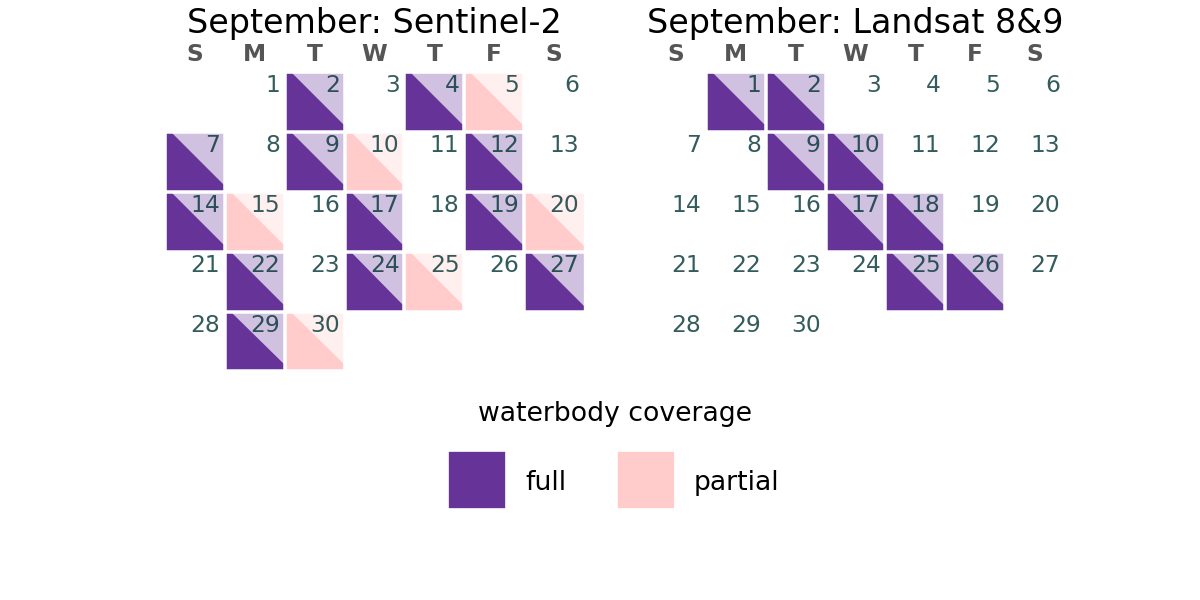 September: Sentinel-2
S M T W T F S
1 2 3 4 5 6
7 8 9 10 11 12 13
14 15 16 17 18 19 20
21 22 23 24 25 26 27
28 29 30
September: Landsat 8&9
S M T W T F S
1 2 3 4 5 6
7 8 9 10 11 12 13
14 15 16 17 18 19 20
21 22 23 24 25 26 27
28 29 30
waterbody coverage
full partial